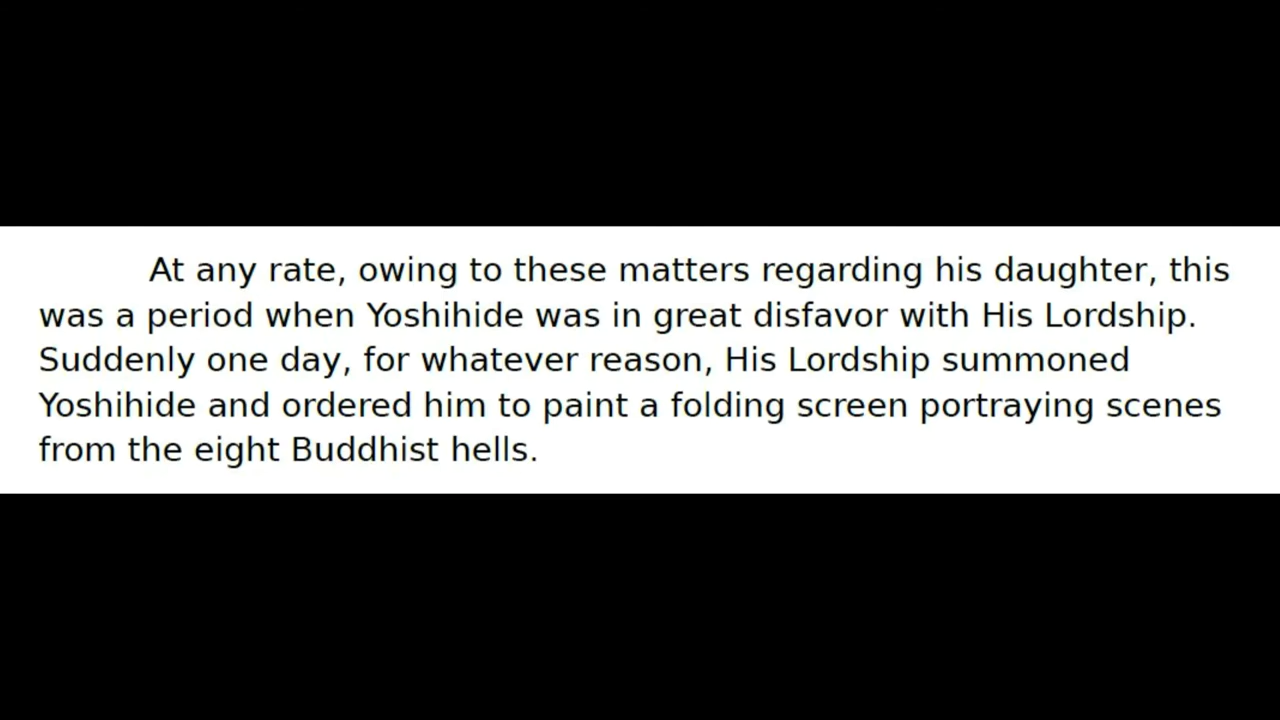 At any rate, owing to these matters regarding his daughter, this
was a period when Yoshihide was in great disfavor with His Lordship.
Suddenly one day, for whatever reason, His Lordship summoned
Yoshihide and ordered him to paint a folding screen portraying scenes
from the eight Buddhist hells.